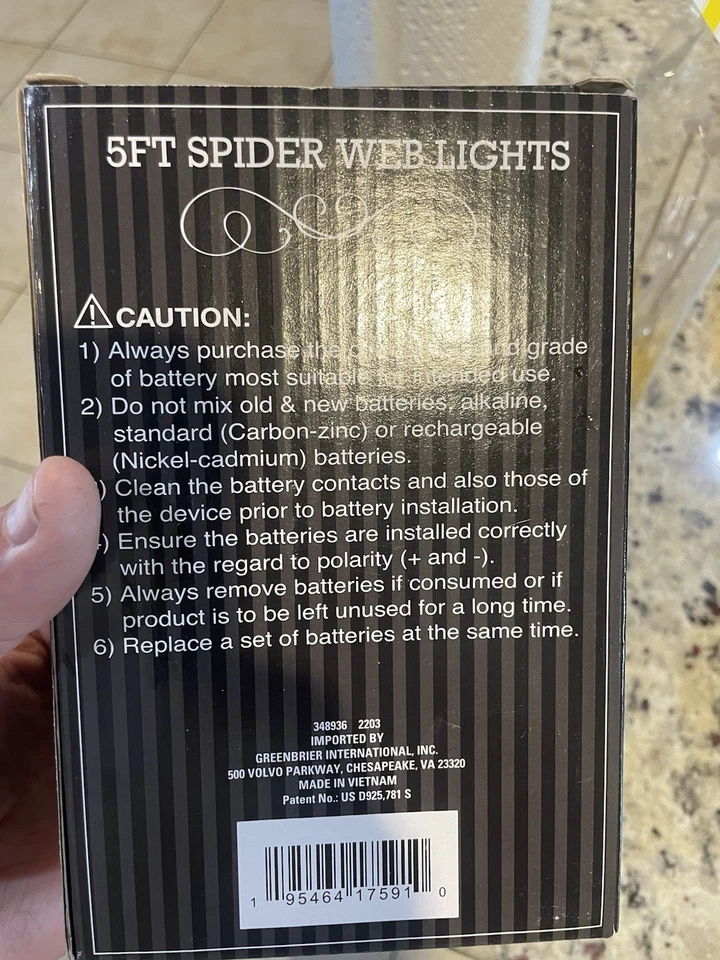 5FT SPIDER WEB LIGHTS
CAUTION:
1) Always purchase the and grade
of battery most suitable for intended use.
2) Do not mix old & new batteries, alkaline,
standard (Carbon-zinc) or rechargeable
(Nickel-cadmium) batteries.
) Clean the battery contacts and also those of
the device prior to battery installation.
) Ensure the batteries are installed correctly
with the regard to polarity (+ and -).
5) Always remove batteries if consumed or if
product is to be left unused for a long time.
6) Replace a set of batteries at the same time.
348936 2203
IMPORTED BY
GREENBRIER INTERNATIONAL, INC.
500 VOLVO PARKWAY, CHESAPEAKE, VA 23320
MADE IN VIETNAM
Patent No.: US D925,781 S
1 95464 17591 0